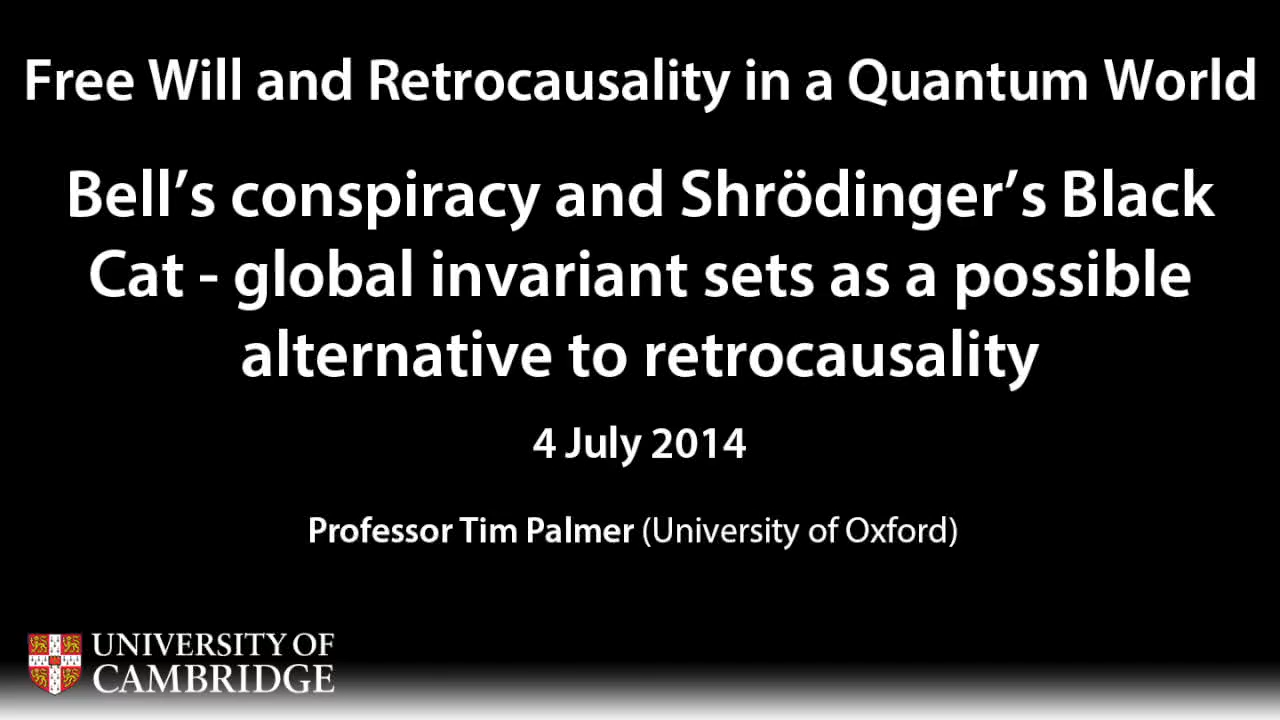 Free Will and Retrocausality in a Quantum World
Bell’s conspiracy and Shrödinger’s Black
Cat - global invariant sets as a possible
alternative to retrocausality
4 July 2014
Professor Tim Palmer (University of Oxford)
UNIVERSITY OF
CAMBRIDGE